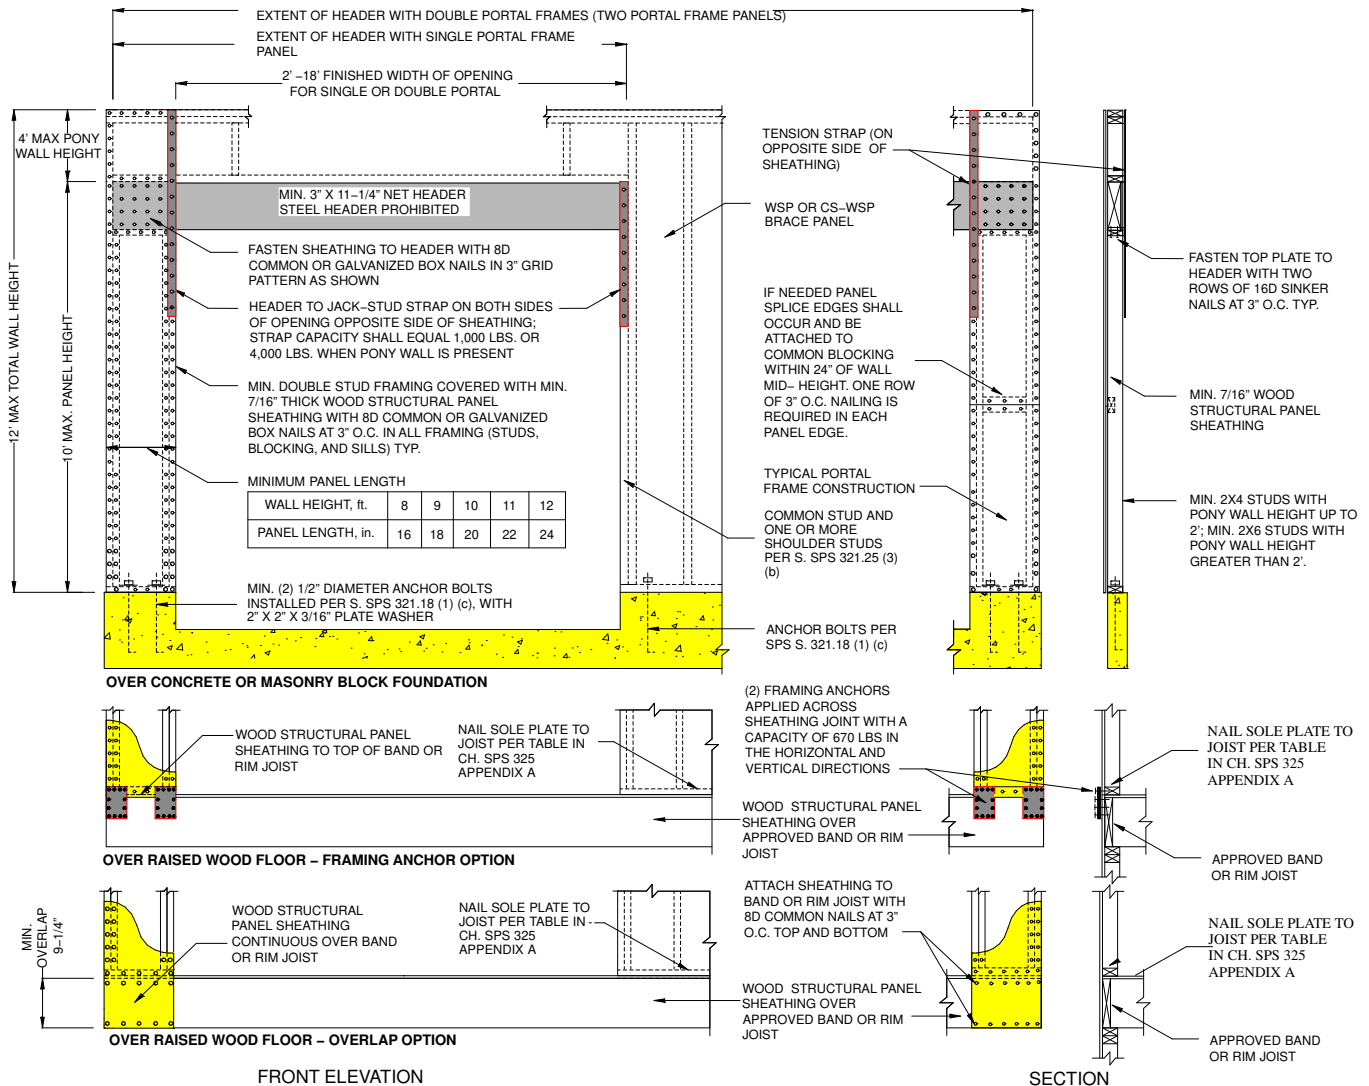 EXTENT OF HEADER WITH DOUBLE PORTAL FRAMES (TWO PORTAL FRAME PANELS)
EXTENT OF HEADER WITH SINGLE PORTAL FRAME
PANEL
2' –18' FINISHED WIDTH OF OPENING
FOR SINGLE OR DOUBLE PORTAL
4' MAX PONY
WALL HEIGHT
12' MAX TOTAL WALL HEIGHT
10' MAX. PANEL HEIGHT
MIN. 3" X 11–1/4" NET HEADER
STEEL HEADER PROHIBITED
FASTEN SHEATHING TO HEADER WITH 8D
COMMON OR GALVANIZED BOX NAILS IN 3" GRID
PATTERN AS SHOWN
HEADER TO JACK–STUD STRAP ON BOTH SIDES
OF OPENING OPPOSITE SIDE OF SHEATHING;
STRAP CAPACITY SHALL EQUAL 1,000 LBS. OR
4,000 LBS. WHEN PONY WALL IS PRESENT
MIN. DOUBLE STUD FRAMING COVERED WITH MIN.
7/16" THICK WOOD STRUCTURAL PANEL
SHEATHING WITH 8D COMMON OR GALVANIZED
BOX NAILS AT 3" O.C. IN ALL FRAMING (STUDS,
BLOCKING, AND SILLS) TYP.
MINIMUM PANEL LENGTH
WALL HEIGHT, ft. 8 9 10 11 12
PANEL LENGTH, in. 16 18 20 22 24
MIN. (2) 1/2" DIAMETER ANCHOR BOLTS
INSTALLED PER S. SPS 321.18 (1) (c), WITH
2" X 2" X 3/16" PLATE WASHER
OVER CONCRETE OR MASONRY BLOCK FOUNDATION
TENSION STRAP (ON
OPPOSITE SIDE OF
SHEATHING)
WSP OR CS–WSP
BRACE PANEL
IF NEEDED PANEL
SPLICE EDGES SHALL
OCCUR AND BE
ATTACHED TO
COMMON BLOCKING
WITHIN 24" OF WALL
MID– HEIGHT. ONE ROW
OF 3" O.C. NAILING IS
REQUIRED IN EACH
PANEL EDGE.
TYPICAL PORTAL
FRAME CONSTRUCTION
COMMON STUD AND
ONE OR MORE
SHOULDER STUDS
PER S. SPS 321.25 (3)
(b)
ANCHOR BOLTS PER
SPS S. 321.18 (1) (c)
FASTEN TOP PLATE TO
HEADER WITH TWO
ROWS OF 16D SINKER
NAILS AT 3" O.C. TYP.
MIN. 7/16" WOOD
STRUCTURAL PANEL
SHEATHING
MIN. 2X4 STUDS WITH
PONY WALL HEIGHT UP TO
2'; MIN. 2X6 STUDS WITH
PONY WALL HEIGHT
GREATER THAN 2'.
WOOD STRUCTURAL PANEL
SHEATHING TO TOP OF BAND OR
RIM JOIST
NAIL SOLE PLATE TO
JOIST PER TABLE IN
CH. SPS 325
APPENDIX A
(2) FRAMING ANCHORS
APPLIED ACROSS
SHEATHING JOINT WITH A
CAPACITY OF 670 LBS IN
THE HORIZONTAL AND
VERTICAL DIRECTIONS
WOOD STRUCTURAL PANEL
SHEATHING OVER
APPROVED BAND OR RIM
JOIST
NAIL SOLE PLATE TO
JOIST PER TABLE
IN CH. SPS 325
APPENDIX A
APPROVED BAND
OR RIM JOIST
OVER RAISED WOOD FLOOR – FRAMING ANCHOR OPTION
MIN.
OVERLAP
9–1/4"
WOOD STRUCTURAL
PANEL SHEATHING
CONTINUOUS OVER BAND
OR RIM JOIST
NAIL SOLE PLATE TO
JOIST PER TABLE IN
CH. SPS 325
APPENDIX A
ATTACH SHEATHING TO
BAND OR RIM JOIST WITH
8D COMMON NAILS AT 3"
O.C. TOP AND BOTTOM
WOOD STRUCTURAL PANEL
SHEATHING OVER
APPROVED BAND OR RIM
JOIST
NAIL SOLE PLATE TO
JOIST PER TABLE
IN CH. SPS 325
APPENDIX A
APPROVED BAND
OR RIM JOIST
OVER RAISED WOOD FLOOR – OVERLAP OPTION
FRONT ELEVATION
SECTION